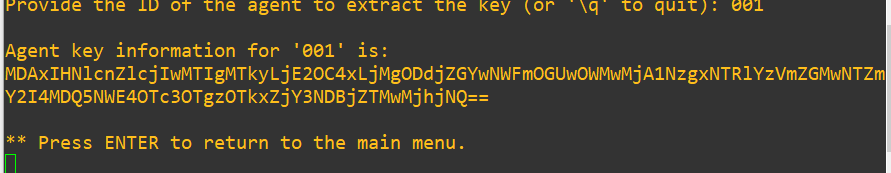 Provide the ID of the agent to extract the key (or '\q' to quit): 001
Agent key information for '001' is:
MDAxIHNlcnZlcjIwMTIgMTkyLjE2OC4xLjMgODdjZGYwNWFmOGUwOWMwMjA1NzgxNTRlYzVmZGMwNTZm
Y2I4MDQ5NWE4OTc3OTgzOTkxZjY3NDBjZTMwMjhjNQ==
** Press ENTER to return to the main menu.